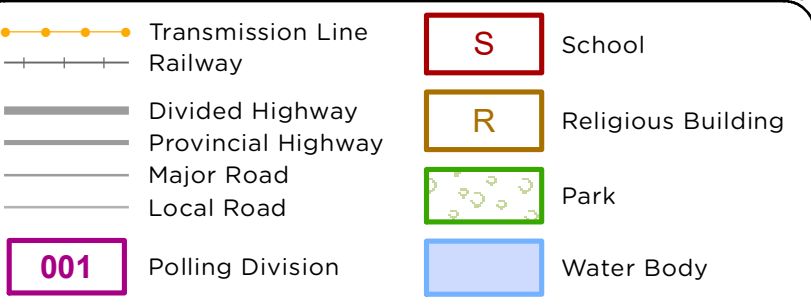 Transmission Line
Railway
Divided Highway
Provincial Highway
Major Road
Local Road
001 Polling Division
S School
R Religious Building
Park
Water Body